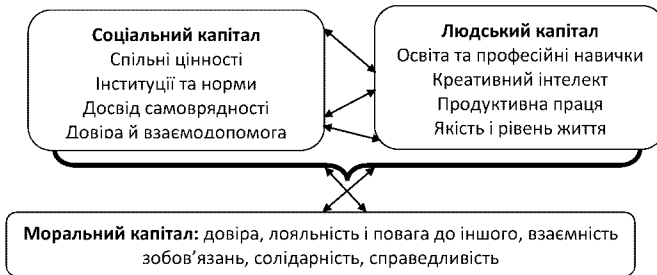 Соціальний капітал
Спільні цінності
Інституції та норми
Досвід самоврядності
Довіра й взаємодопомога
Людський капітал
Освіта та професійні навички
Креативний інтелект
Продуктивна праця
Якість і рівень життя
Моральний капітал: довіра, лояльність і повага до іншого, взаємність
зобов’язань, солідарність, справедливість